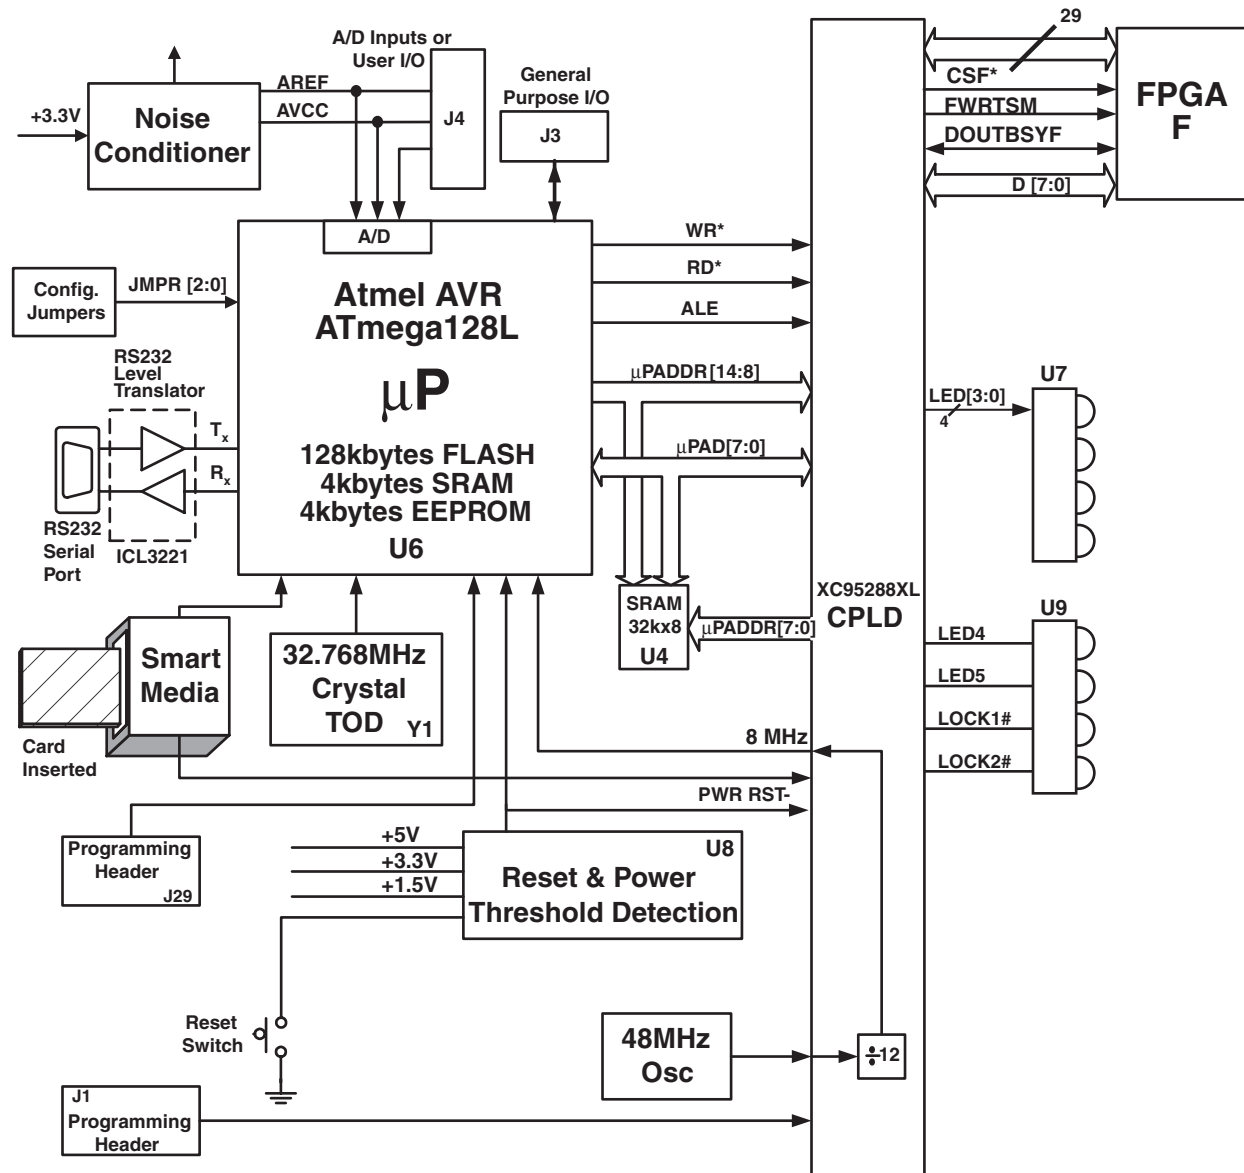 A/D Inputs or
User I/O
29
+3.3V
Noise
Conditioner
AREF
AVCC
J4
General
Purpose I/O
J3
CSF*
FWRTSM
DOUTBSYF
D [7:0]
FPGA
F
A/D
WR*
RD*
ALE
Config.
Jumpers
JMPR [2:0]
Atmel AVR
ATmega128L
µP
128kbytes FLASH
4kbytes SRAM
4kbytes EEPROM
U6
µPADDR[14:8]
µPAD[7:0]
RS232
Level
Translator
Tx
Rx
RS232
Serial
Port
ICL3221
LED[3:0]
4
U7
SRAM
32kx8
U4
µPADDR[7:0]
XC95288XL
CPLD
U9
LED4
LED5
LOCK1#
LOCK2#
Smart
Media
Card
Inserted
32.768MHz
Crystal
TOD
Y1
8 MHz
PWR RST-
Programming
Header
J29
+5V
+3.3V
+1.5V
U8
Reset & Power
Threshold Detection
Reset
Switch
48MHz
Osc
÷12
J1
Programming
Header